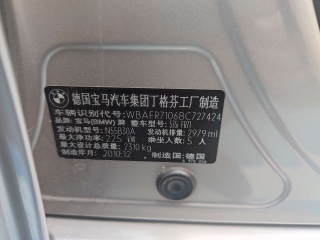 德国宝马汽车集团丁格芬工厂制造
车辆识别代号:WBAFR7106BC727424
品牌:宝马(BMW)牌 整车型号:535i FR71
发动机型号:N55B30A 发动机排量:2979 ml
最大净功率:225 kW 乘坐人数:5 人
最大设计总质量:2310 kg
制造年月:2010.12 制造国:德国